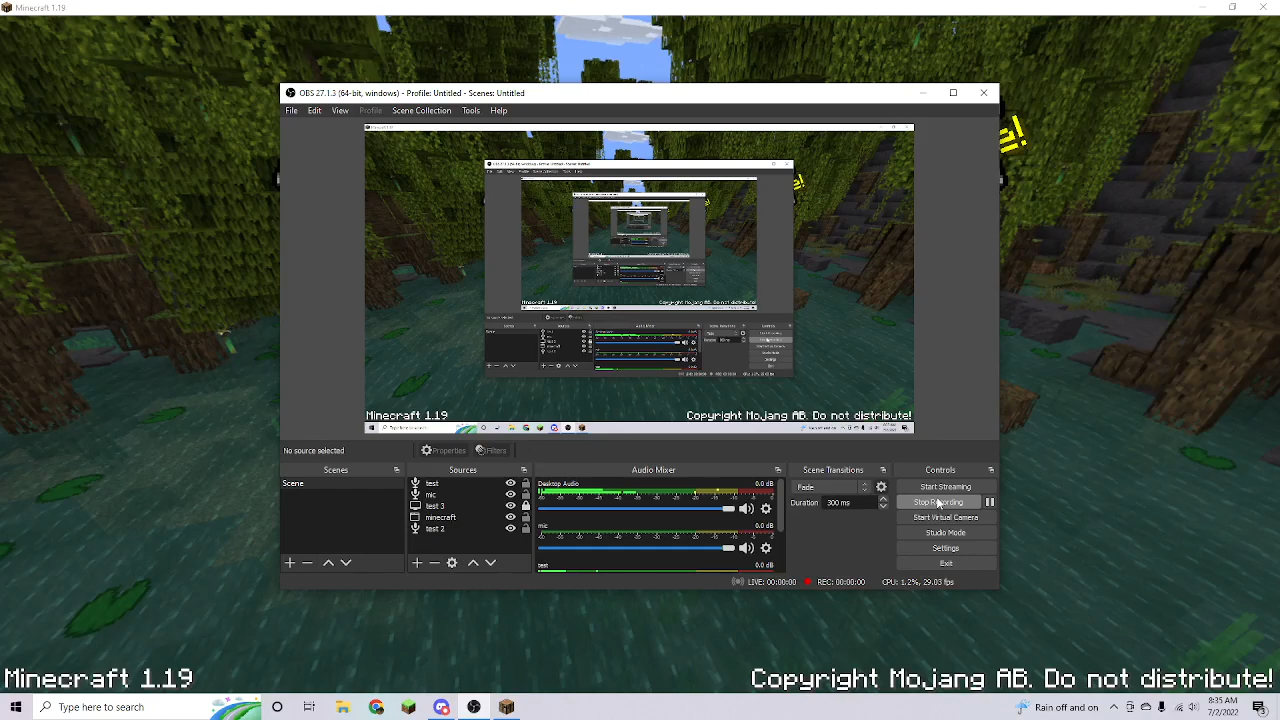 Minecraft 1.19
OBS 27.1.3 (64-bit, windows) - Profile: Untitled - Scenes: Untitled
File Edit View Profile Scene Collection Tools Help
Minecraft 1.19
Copyright Mojang AB. Do not distribute!
Type here to search
No source selected
Properties
Filters
Scenes
Sources
Audio Mixer
Scene Transitions
Controls
Scene
test
mic
test 3
minecraft
test 2
Desktop Audio 0.0 dB
mic 0.0 dB
test 0.0 dB
Fade
Duration 300 ms
Start Streaming
Stop Recording
Start Virtual Camera
Studio Mode
Settings
Exit
LIVE: 00:00:00
REC: 00:00:00
CPU: 1.2%, 29.03 fps
Minecraft 1.19
Copyright Mojang AB. Do not distribute!
Type here to search
Rain off and on
8:35 AM
7/7/2022